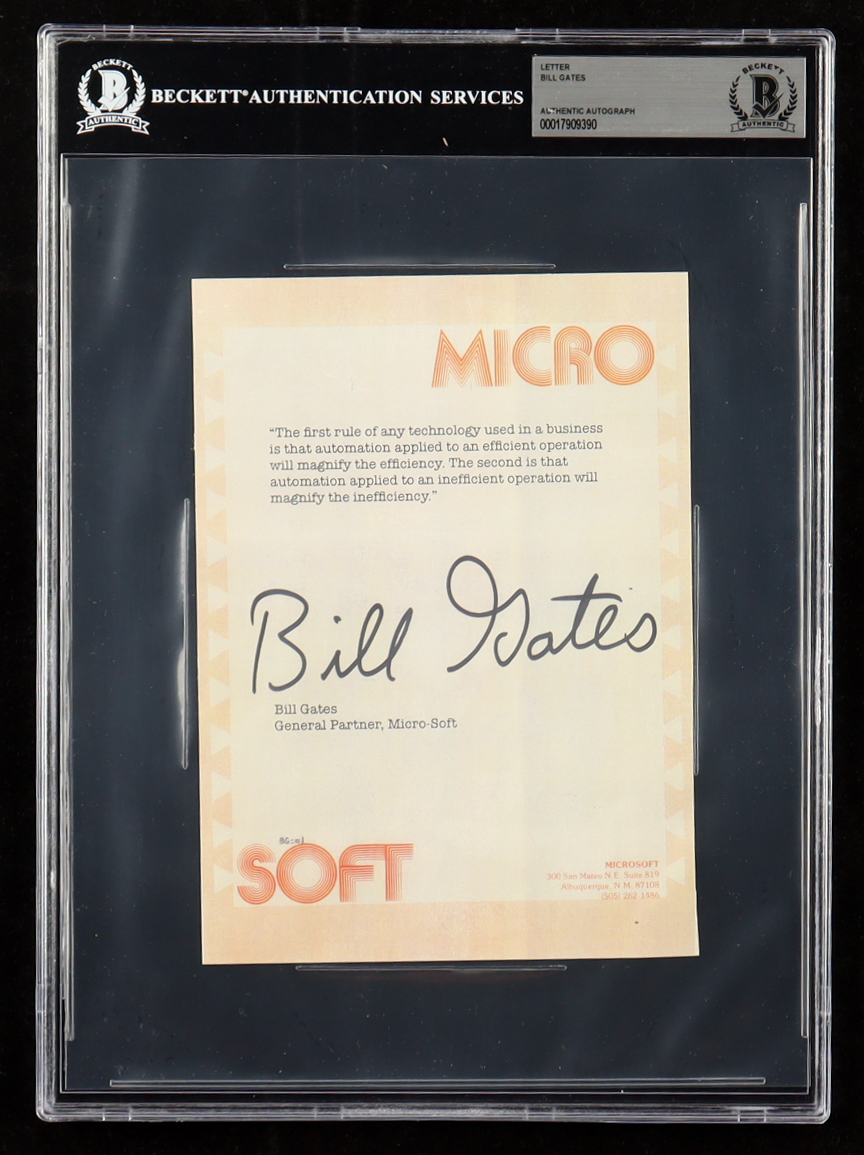 BECKETT
B
AUTHENTIC
BECKETT® AUTHENTICATION SERVICES
LETTER
BILL GATES
AUTHENTIC AUTOGRAPH
00017909390
BECKETT
B
AUTHENTIC
MICRO
“The first rule of any technology used in a business
is that automation applied to an efficient operation
will magnify the efficiency. The second is that
automation applied to an inefficient operation will
magnify the inefficiency.”
Bill Gates
Bill Gates
General Partner, Micro-Soft
SOFT
MICROSOFT
300 San Mateo N.E. Suite 819
Albuquerque, N.M. 87108
(505) 262-1486